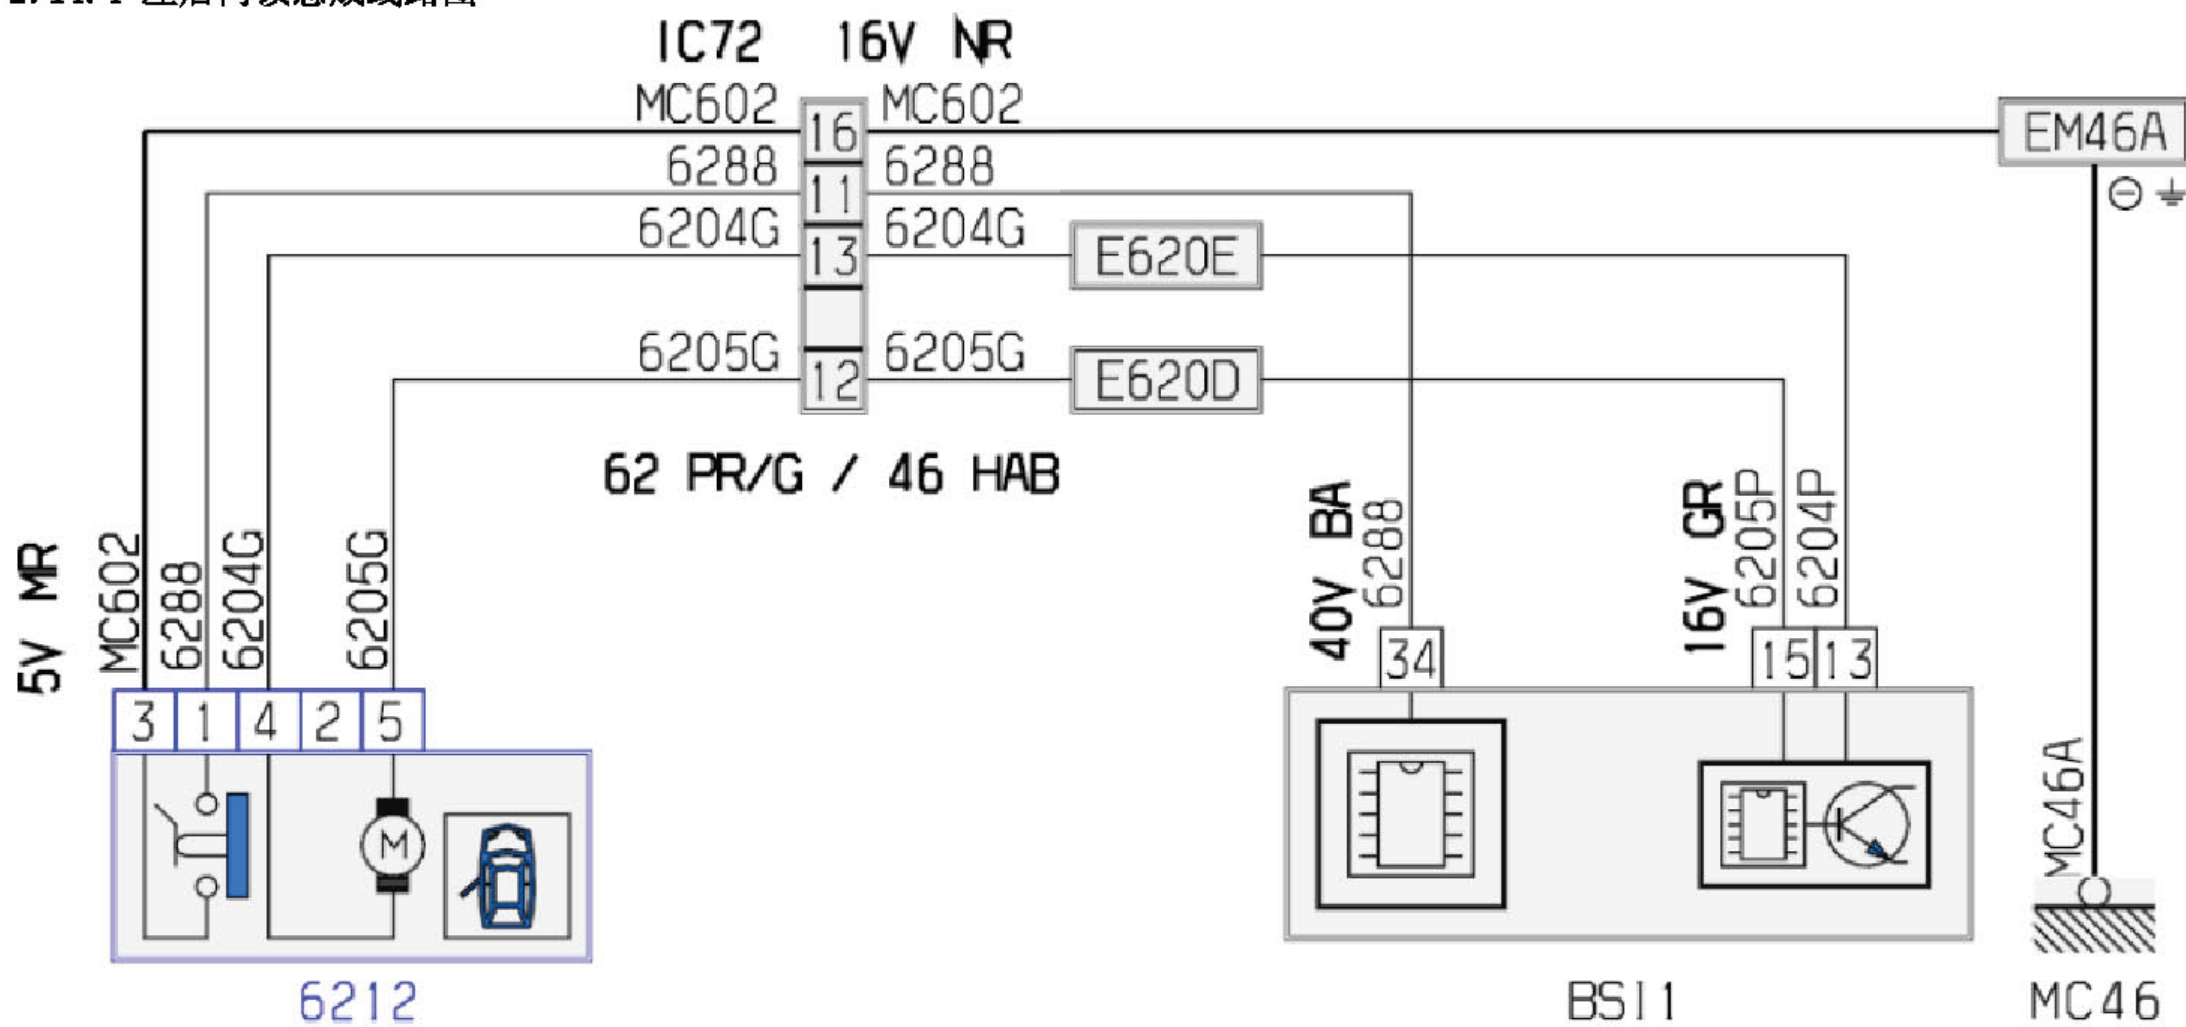 IC72 16V NR
MC602 16 MC602 EM46A
6288 11 6288
6204G 13 6204G E620E
6205G 12 6205G E620D
62 PR/G / 46 HAB
5V MR MC602 6288 6204G 6205G
40V BA 6288 16V GR 6205P 6204P
34 15 13
3 1 4 2 5
M
MC46A
6212 BSI1 MC46